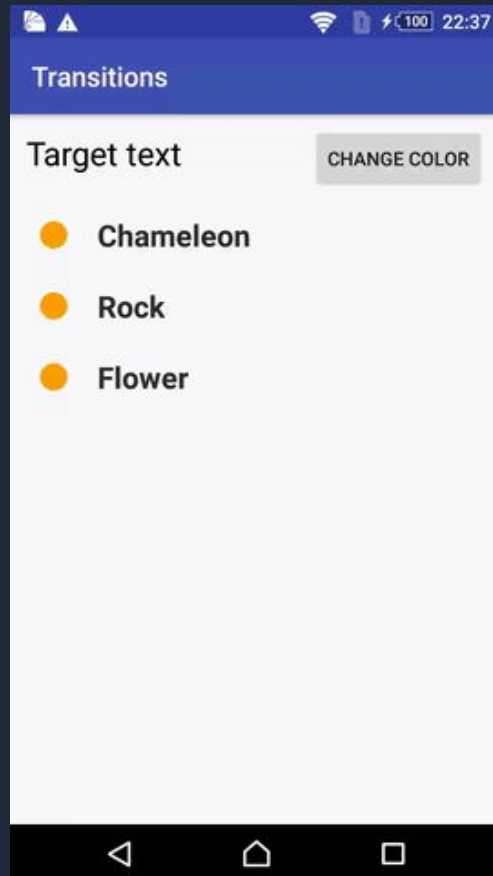 100 22:37
Transitions
Target text CHANGE COLOR
Chameleon
Rock
Flower